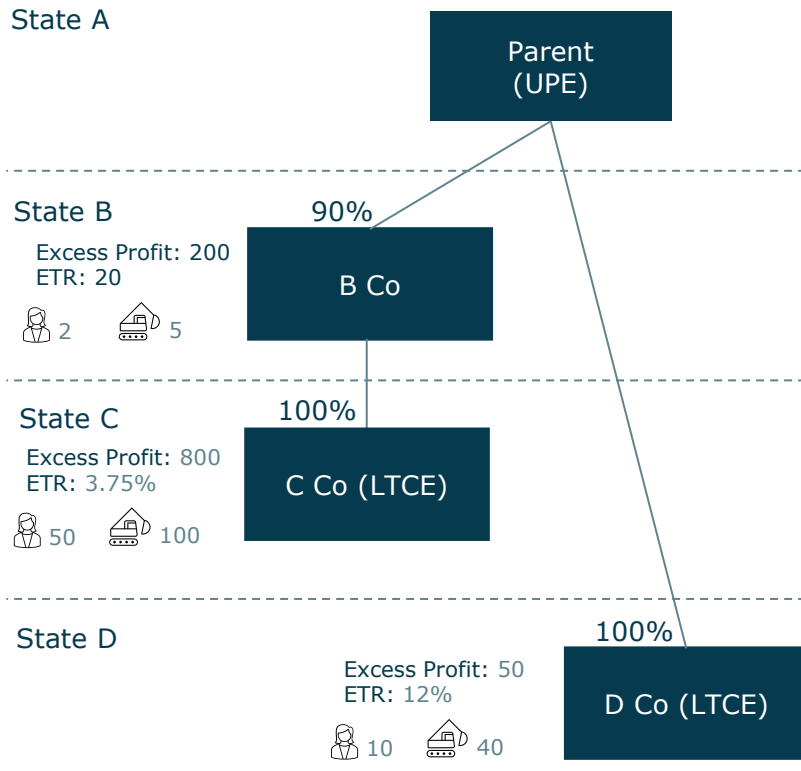 State A
Parent
(UPE)
State B
90%
Excess Profit: 200
ETR: 20
B Co
2
5
State C
100%
Excess Profit: 800
ETR: 3.75%
C Co (LTCE)
50
100
State D
100%
Excess Profit: 50
ETR: 12%
D Co (LTCE)
10
40